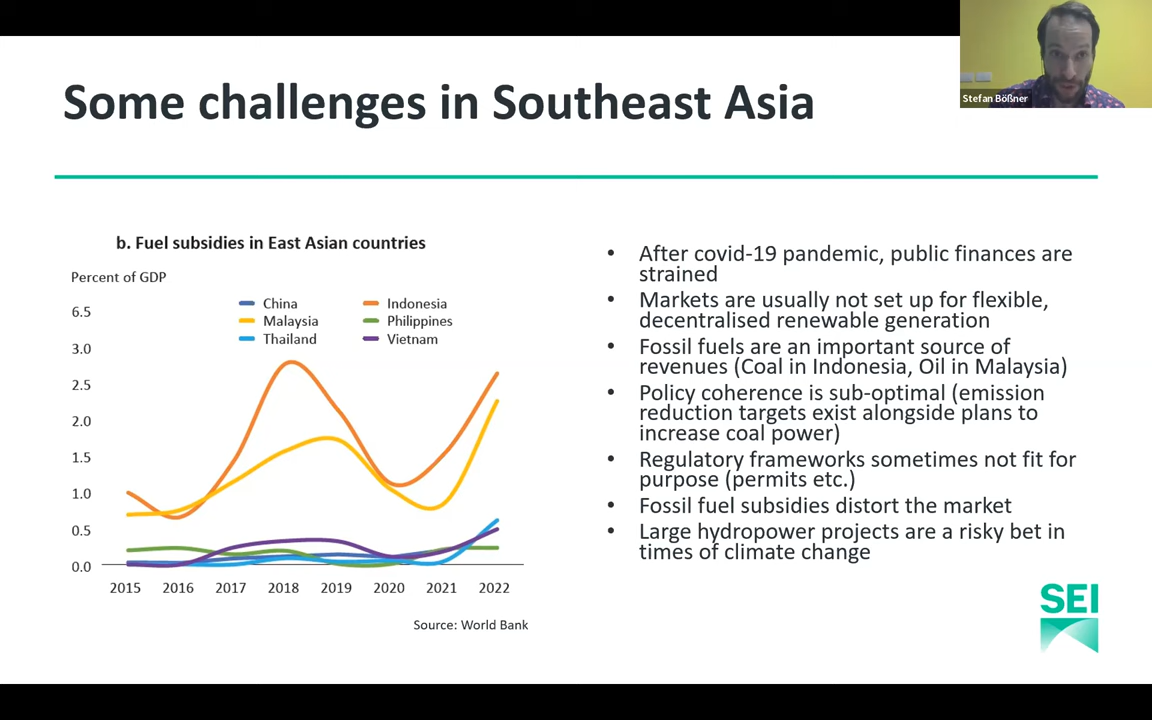 Some challenges in Southeast Asia
Stefan Bößner
b. Fuel subsidies in East Asian countries
Percent of GDP
6.5
3.0
2.5
2.0
1.5
1.0
0.5
0.0
China
Indonesia
Malaysia
Philippines
Thailand
Vietnam
2015 2016 2017 2018 2019 2020 2021 2022
Source: World Bank
• After covid-19 pandemic, public finances are
strained
• Markets are usually not set up for flexible,
decentralised renewable generation
• Fossil fuels are an important source of
revenues (Coal in Indonesia, Oil in Malaysia)
• Policy coherence is sub-optimal (emission
reduction targets exist alongside plans to
increase coal power)
• Regulatory frameworks sometimes not fit for
purpose (permits etc.)
• Fossil fuel subsidies distort the market
• Large hydropower projects are a risky bet in
times of climate change
SEI